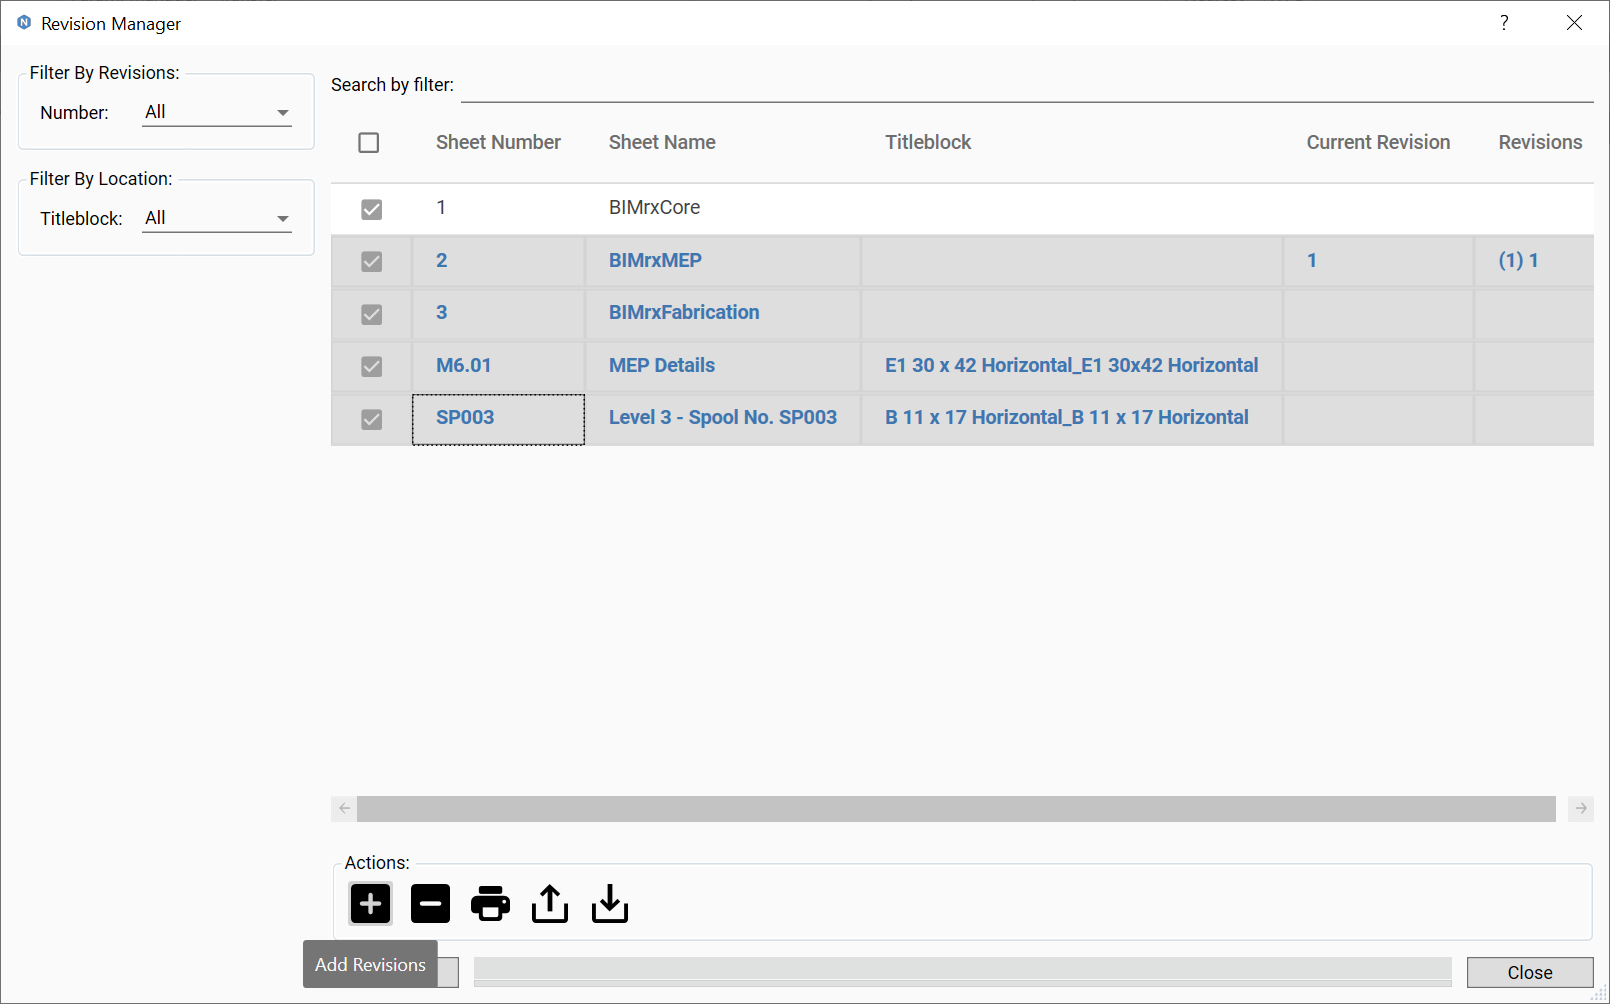 Revision Manager ?
Filter By Revisions:
Number: All
Filter By Location:
Titleblock: All
Search by filter:
Sheet Number Sheet Name Titleblock Current Revision Revisions
1 BIMrxCore
2 BIMrxMEP 1 (1) 1
3 BIMrxFabrication
M6.01 MEP Details E1 30 x 42 Horizontal_E1 30x42 Horizontal
SP003 Level 3 - Spool No. SP003 B 11 x 17 Horizontal_B 11 x 17 Horizontal
Actions:
Add Revisions
Close